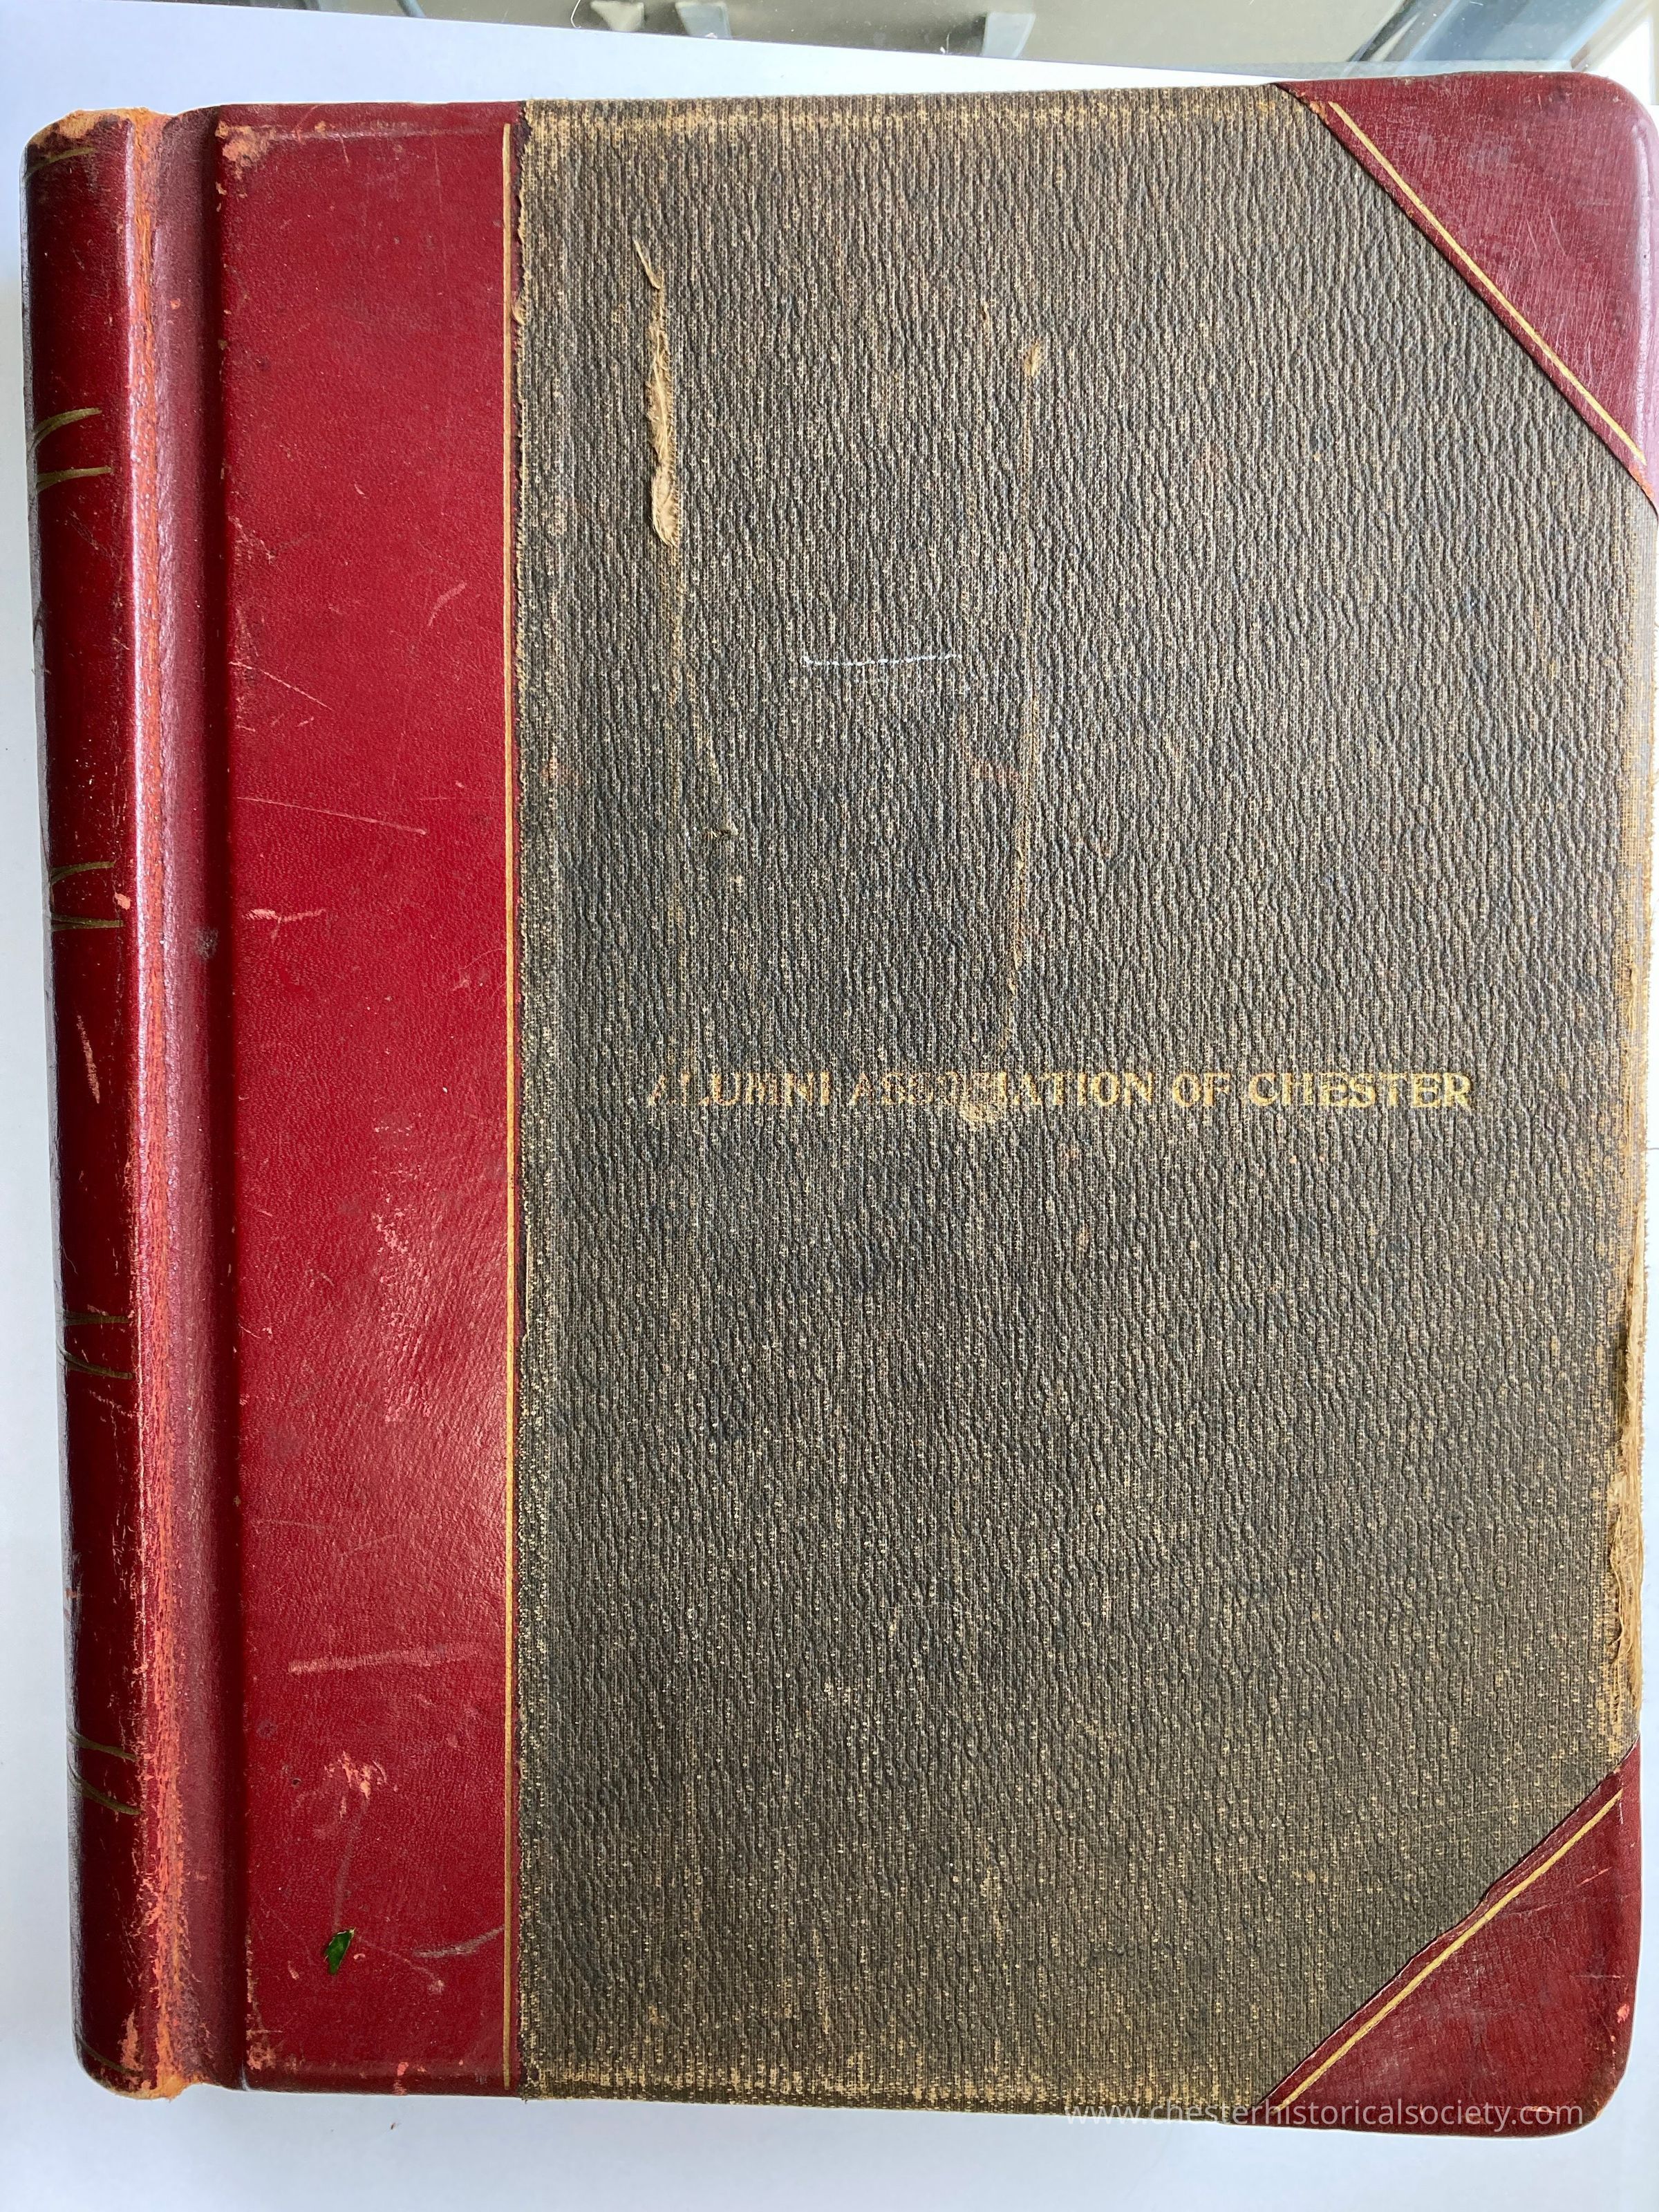 ALUMNI ASSOCIATION OF CHESTER
www.chesterhistoricalsociety.com